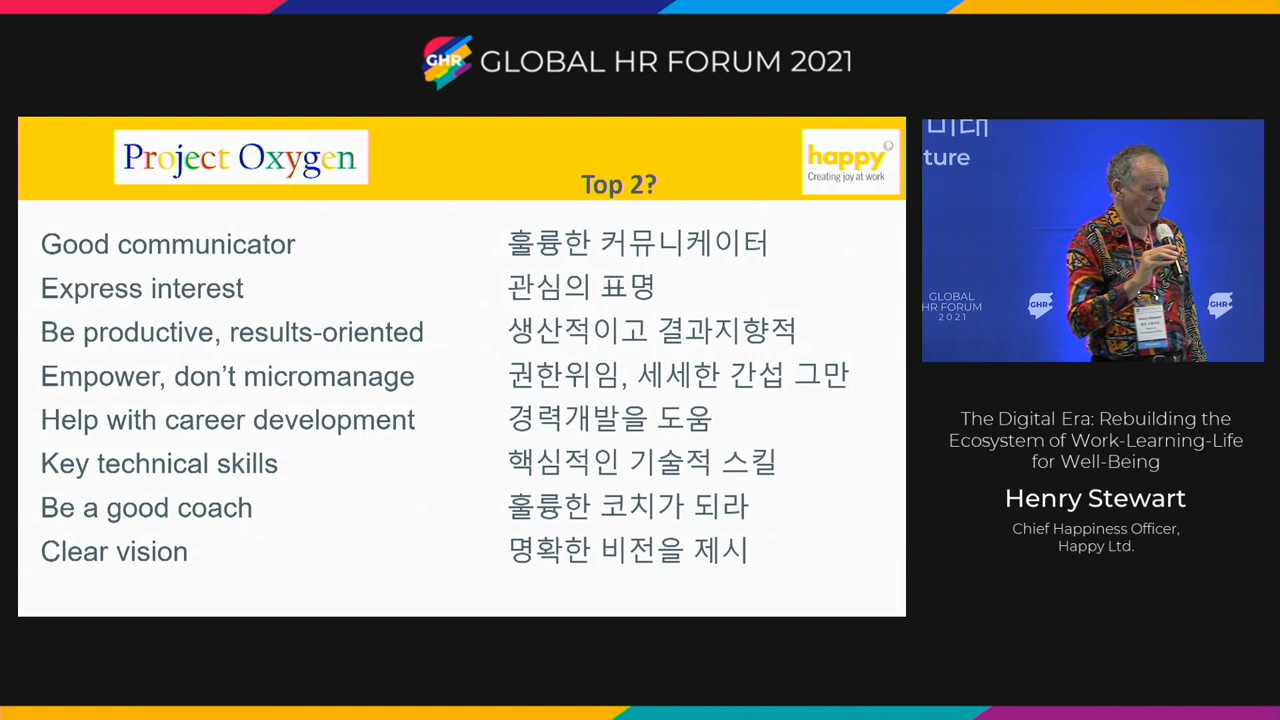 GHR GLOBAL HR FORUM 2021
Project Oxygen
Top 2?
happy
Creating joy at work
Good communicator
훌륭한 커뮤니케이터
Express interest
관심의 표명
Be productive, results-oriented
생산적이고 결과지향적
Empower, don't micromanage
권한위임, 세세한 간섭 그만
Help with career development
경력개발을 도움
Key technical skills
핵심적인 기술적 스킬
Be a good coach
훌륭한 코치가 되라
Clear vision
명확한 비전을 제시
미래
ture
GLOBAL
HR FORUM
2021
GHR
GHR
The Digital Era: Rebuilding the
Ecosystem of Work-Learning-Life
for Well-Being
Henry Stewart
Chief Happiness Officer,
Happy Ltd.